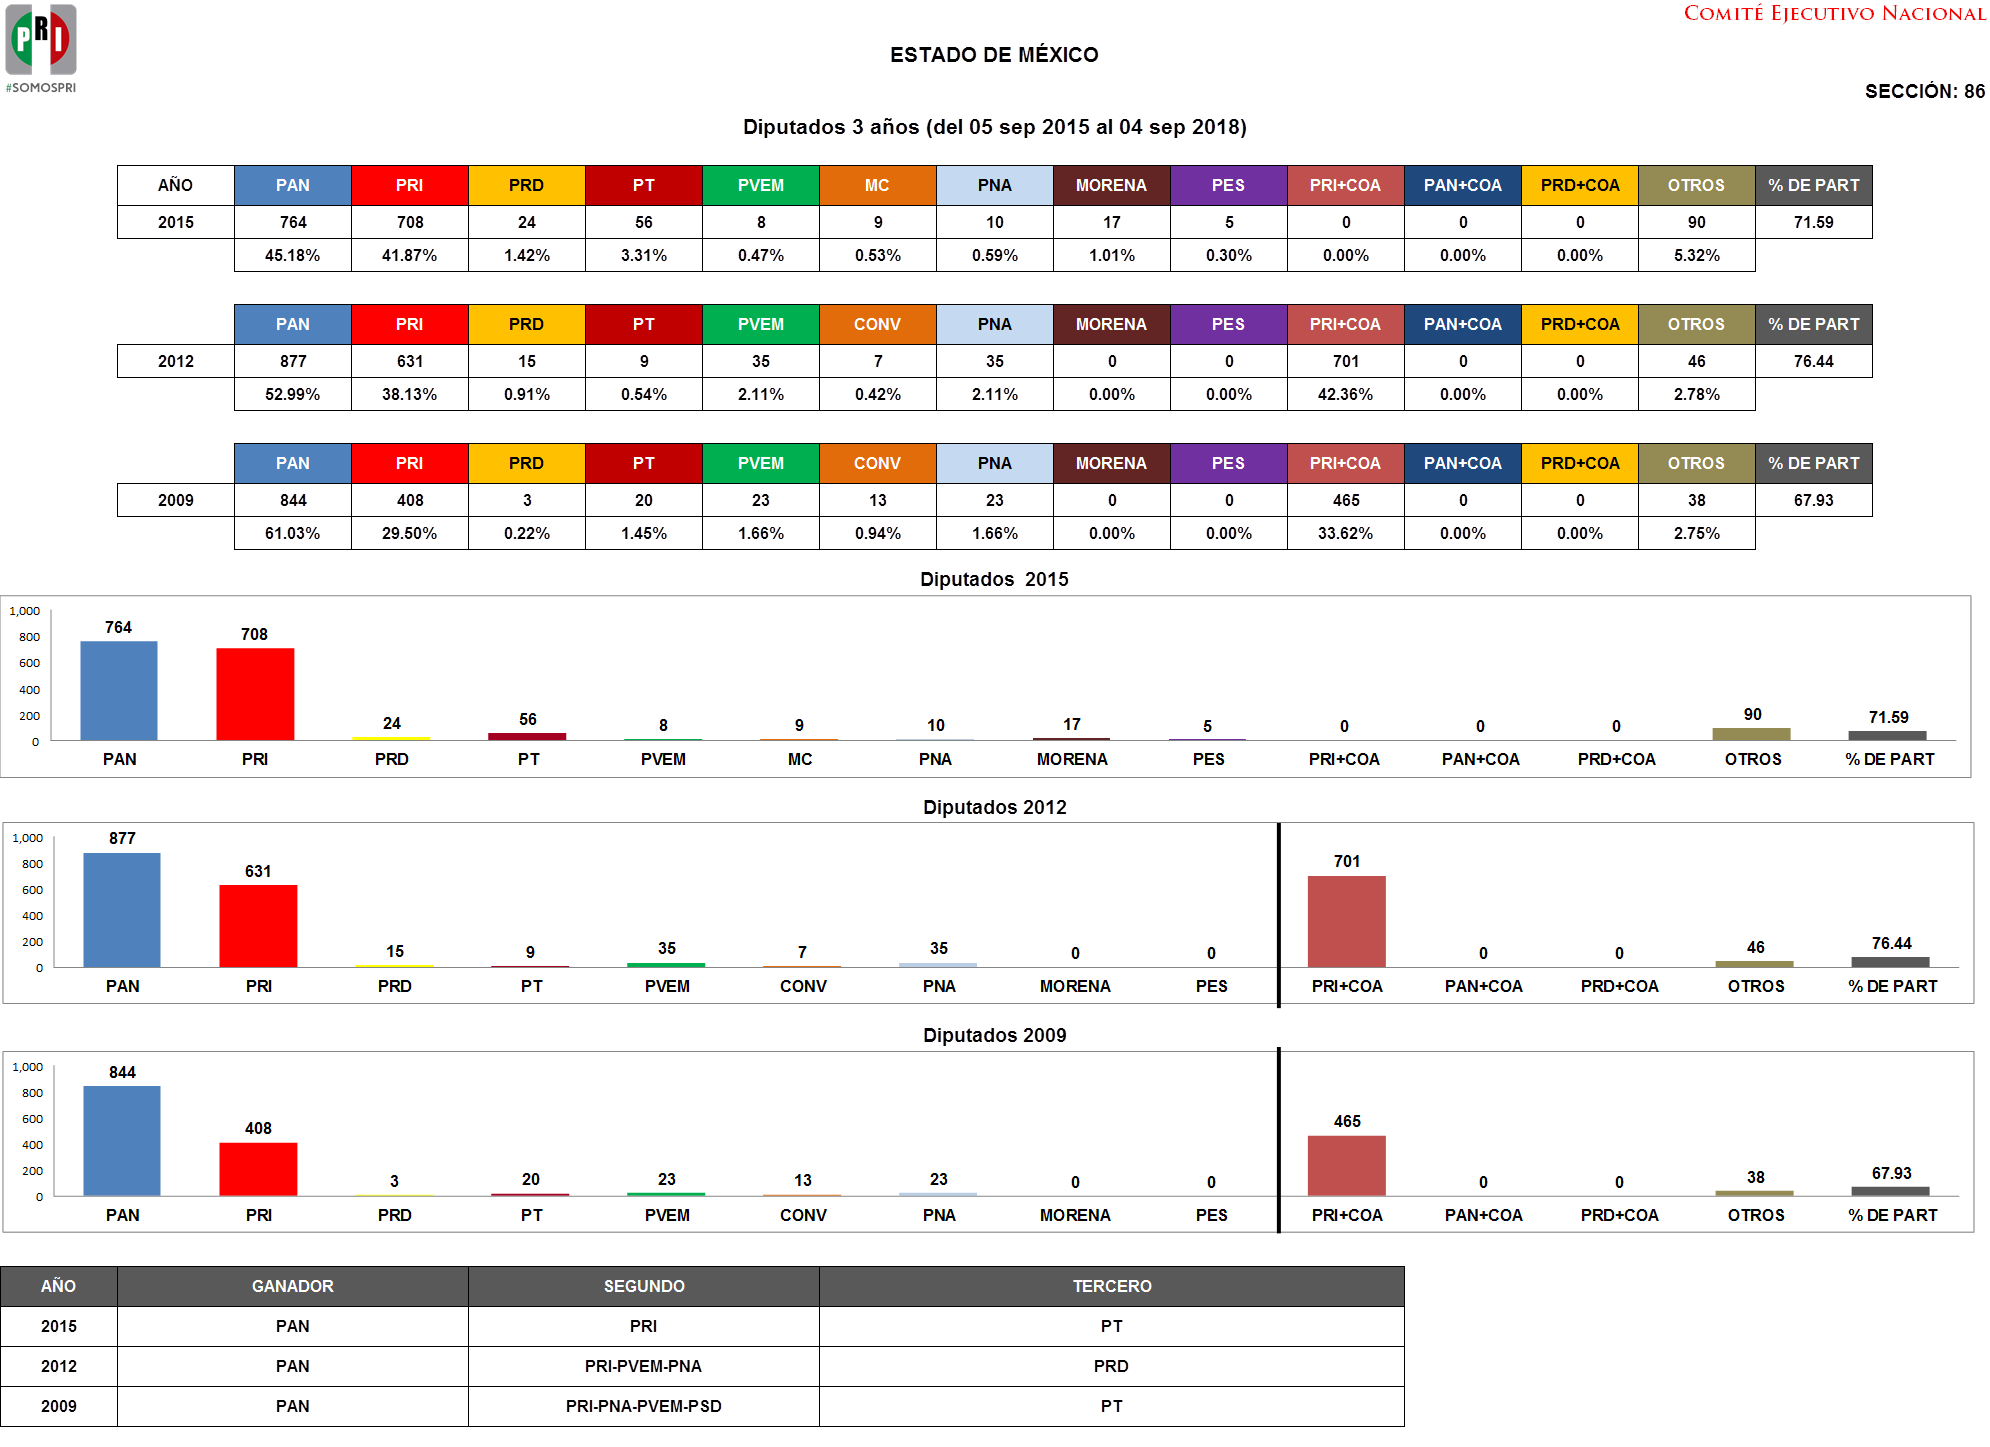 PRI
#SOMOSPRI
COMITÉ EJECUTIVO NACIONAL
ESTADO DE MÉXICO
SECCIÓN: 86
Diputados 3 años (del 05 sep 2015 al 04 sep 2018)
AÑO PAN PRI PRD PT PVEM MC PNA MORENA PES PRI+COA PAN+COA PRD+COA OTROS % DE PART
2015 764 708 24 56 8 9 10 17 5 0 0 0 90 71.59
45.18% 41.87% 1.42% 3.31% 0.47% 0.53% 0.59% 1.01% 0.30% 0.00% 0.00% 0.00% 5.32%
PAN PRI PRD PT PVEM CONV PNA MORENA PES PRI+COA PAN+COA PRD+COA OTROS % DE PART
2012 877 631 15 9 35 7 35 0 0 701 0 0 46 76.44
52.99% 38.13% 0.91% 0.54% 2.11% 0.42% 2.11% 0.00% 0.00% 42.36% 0.00% 0.00% 2.78%
PAN PRI PRD PT PVEM CONV PNA MORENA PES PRI+COA PAN+COA PRD+COA OTROS % DE PART
2009 844 408 3 20 23 13 23 0 0 465 0 0 38 67.93
61.03% 29.50% 0.22% 1.45% 1.66% 0.94% 1.66% 0.00% 0.00% 33.62% 0.00% 0.00% 2.75%
Diputados 2015
1,000
800
600
400
200
0
764 708 24 56 8 9 10 17 5 0 0 0 90 71.59
PAN PRI PRD PT PVEM MC PNA MORENA PES PRI+COA PAN+COA PRD+COA OTROS % DE PART
Diputados 2012
1,000
800
600
400
200
0
877 631 15 9 35 7 35 0 0 701 0 0 46 76.44
PAN PRI PRD PT PVEM CONV PNA MORENA PES PRI+COA PAN+COA PRD+COA OTROS % DE PART
Diputados 2009
1,000
800
600
400
200
0
844 408 3 20 23 13 23 0 0 465 0 0 38 67.93
PAN PRI PRD PT PVEM CONV PNA MORENA PES PRI+COA PAN+COA PRD+COA OTROS % DE PART
AÑO GANADOR SEGUNDO TERCERO
2015 PAN PRI PT
2012 PAN PRI-PVEM-PNA PRD
2009 PAN PRI-PNA-PVEM-PSD PT